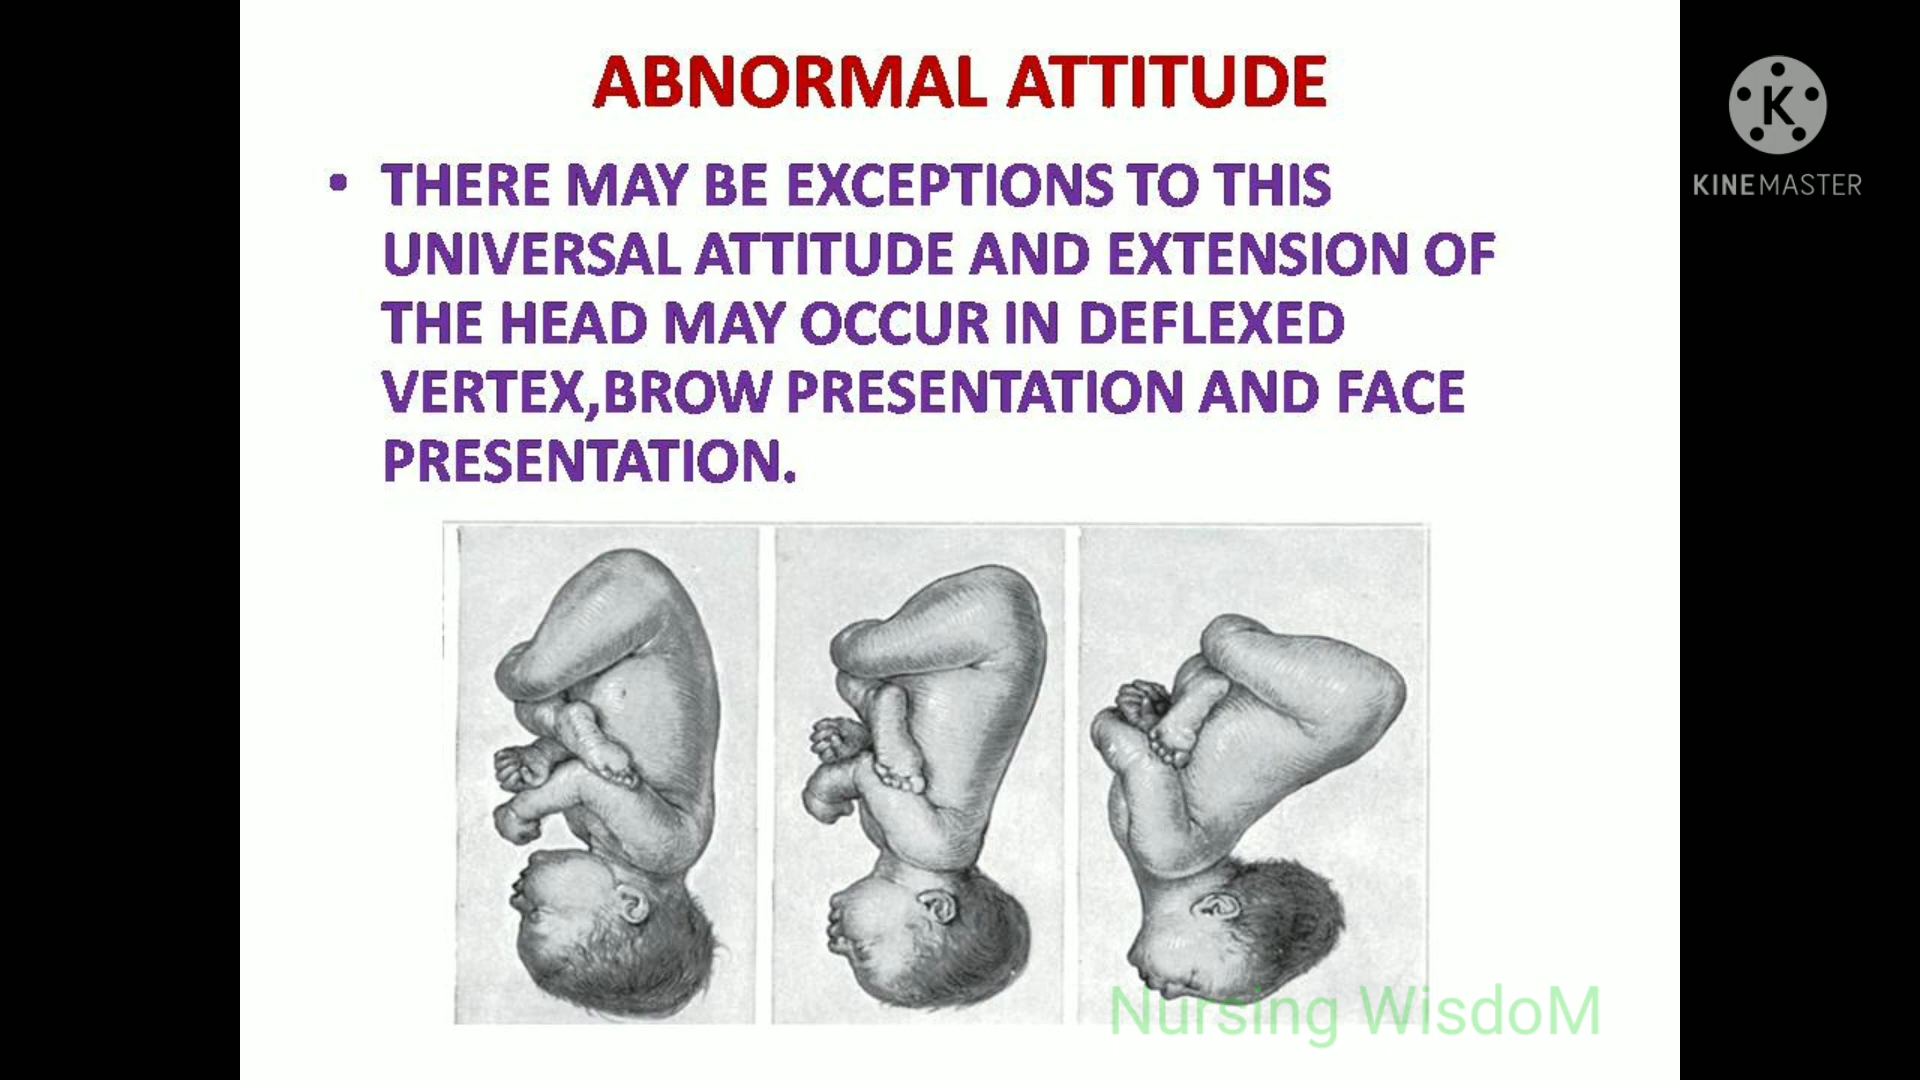 ABNORMAL ATTITUDE
• THERE MAY BE EXCEPTIONS TO THIS
UNIVERSAL ATTITUDE AND EXTENSION OF
THE HEAD MAY OCCUR IN DEFLEXED
VERTEX,BROW PRESENTATION AND FACE
PRESENTATION.
K
KINEMASTER
Nursing WisdoM